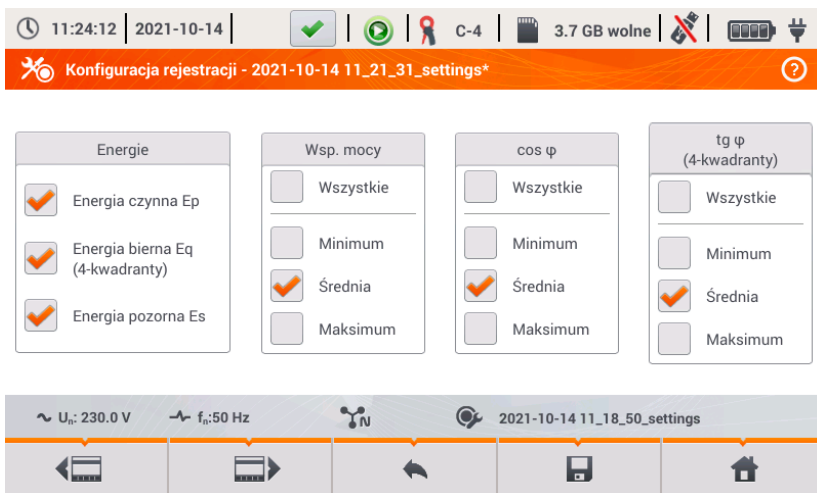 11:24:12 2021-10-14 C-4 3.7 GB wolne
Konfiguracja rejestracji - 2021-10-14 11_21_31_settings* ?
Energie
Energia czynna Ep
Energia bierna Eq
(4-kwadranty)
Energia pozorna Es
Wsp. mocy
Wszystkie
Minimum
Średnia
Maksimum
cos φ
Wszystkie
Minimum
Średnia
Maksimum
tg φ
(4-kwadranty)
Wszystkie
Minimum
Średnia
Maksimum
Un: 230.0 V fn:50 Hz N 2021-10-14 11_18_50_settings